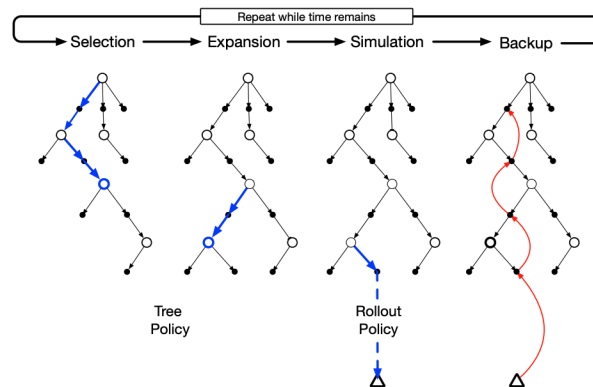 Repeat while time remains
Selection
Expansion
Simulation
Backup
Tree
Policy
Rollout
Policy